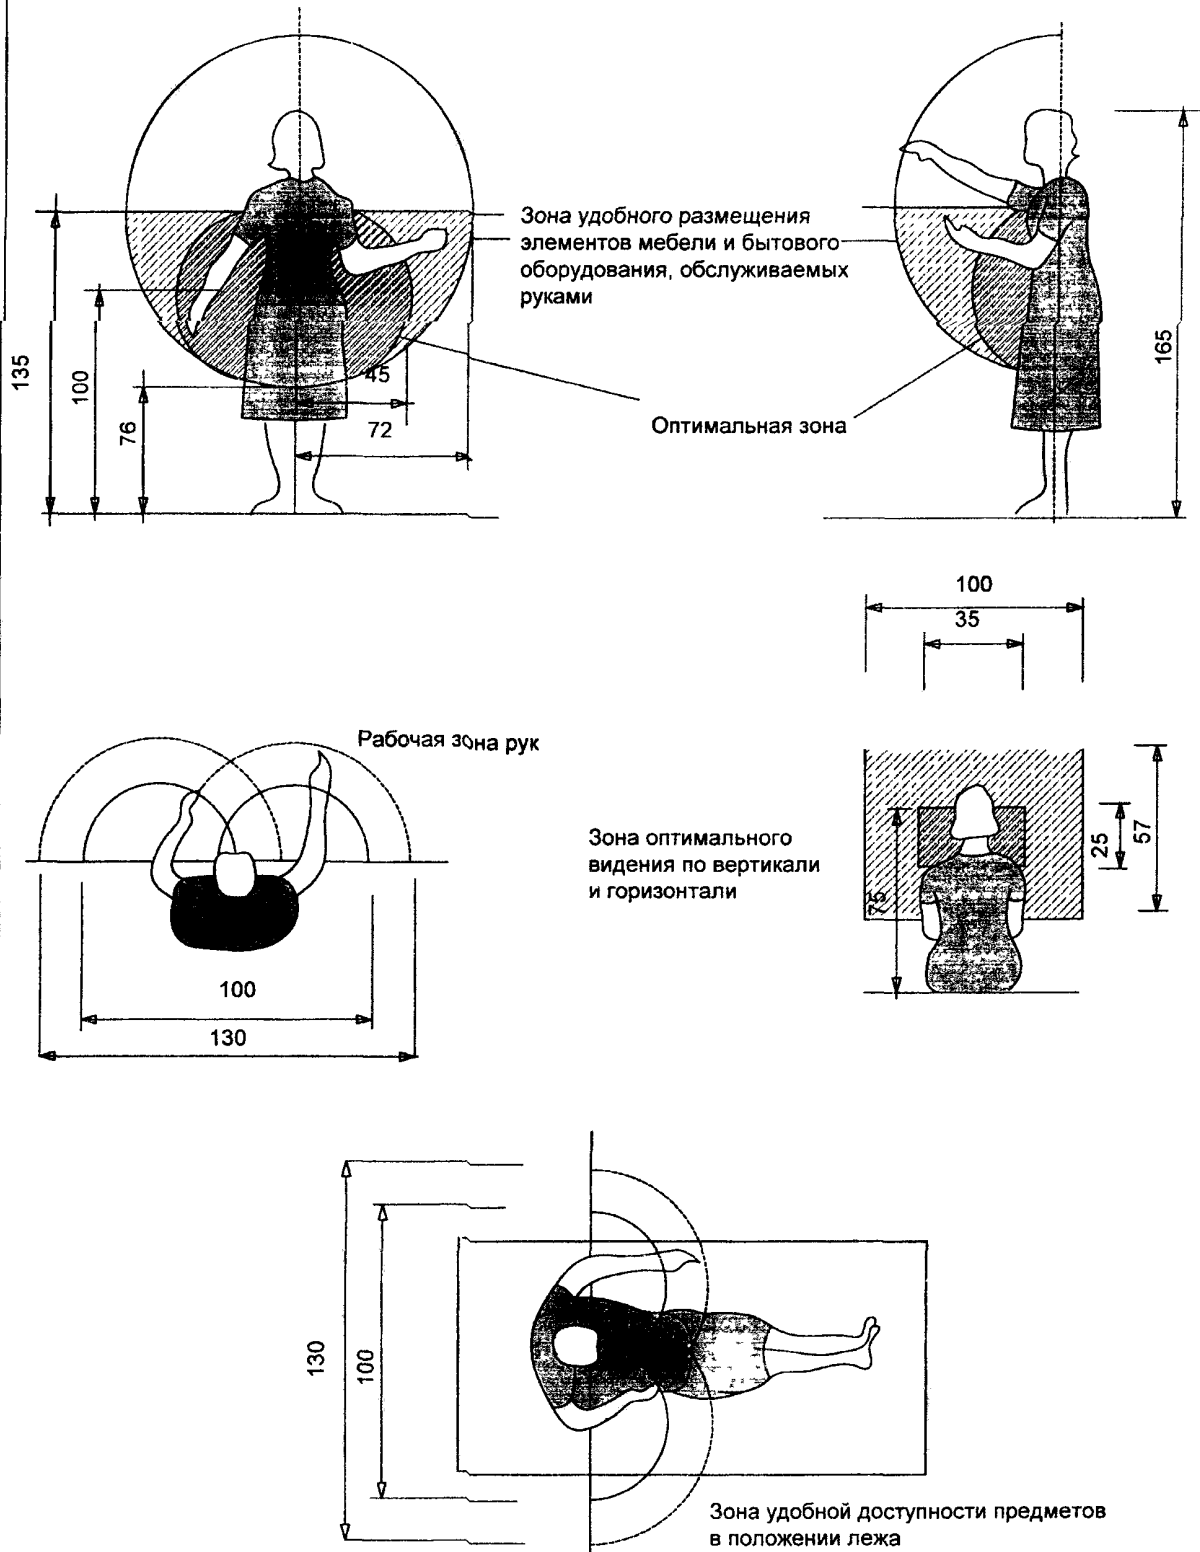 Зона удобного размещения
элементов мебели и бытового
оборудования, обслуживаемых
руками
135
100
76
45
72
165
Оптимальная зона
100
35
Рабочая зона рук
Зона оптимального
видения по вертикали
и горизонтали
75
25
57
100
130
130
100
Зона удобной доступности предметов
в положении лежа